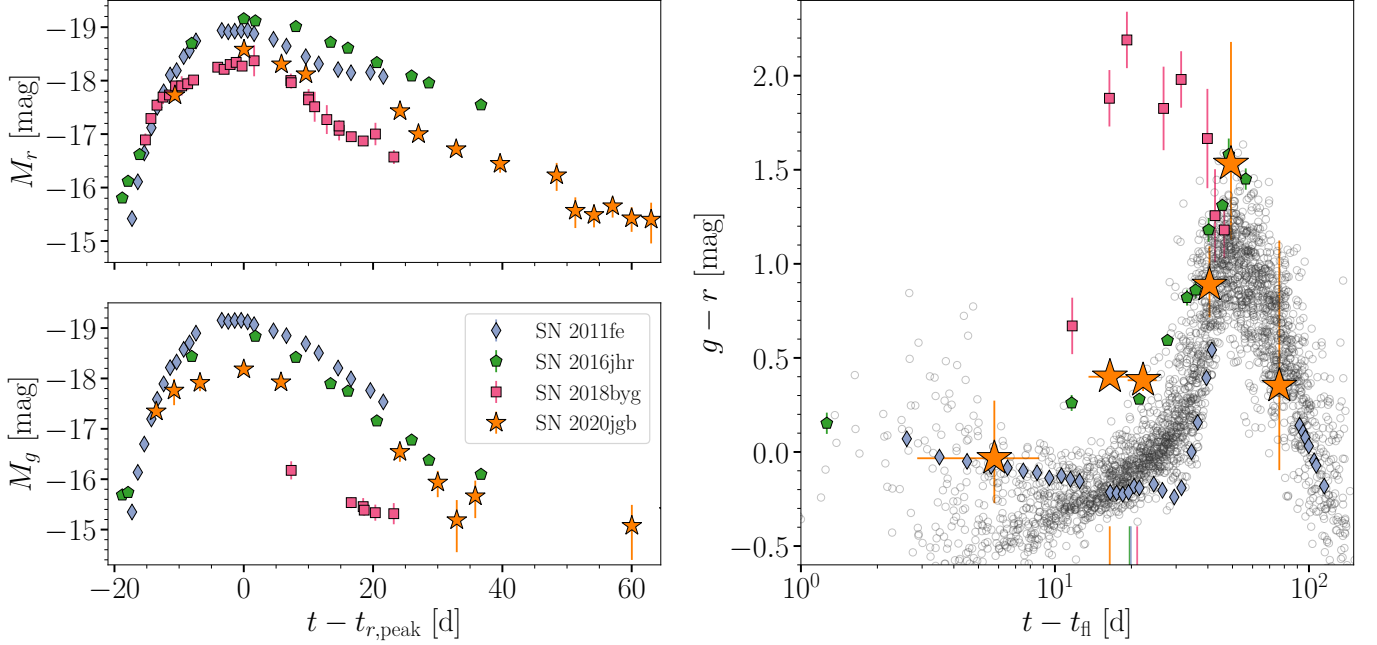 −19
−18
−17
−16
−15
M_r [mag]
−19
−18
−17
−16
−15
M_g [mag]
SN 2011fe
SN 2016jhr
SN 2018byg
SN 2020jgb
−20
0
20
40
60
t − t_{r,peak} [d]
2.0
1.5
1.0
0.5
0.0
−0.5
g − r [mag]
10^0
10^1
10^2
t − t_fl [d]